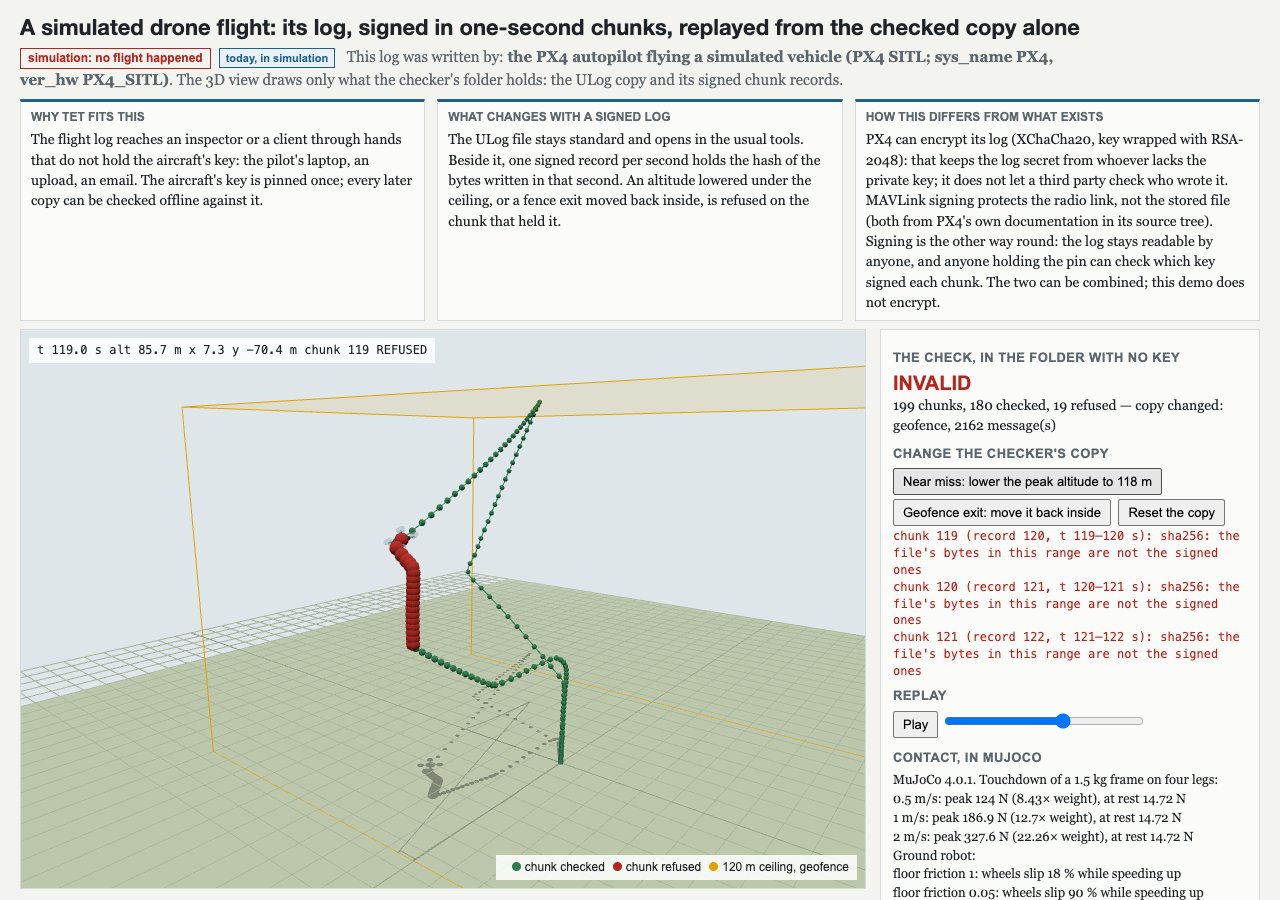 A simulated drone flight: its log, signed in one-second chunks, replayed from the checked copy alone
simulation: no flight happened today, in simulation This log was written by: the PX4 autopilot flying a simulated vehicle (PX4 SITL; sys_name PX4,
ver_hw PX4_SITL). The 3D view draws only what the checker's folder holds: the ULog copy and its signed chunk records.
WHY TET FITS THIS
The flight log reaches an inspector or a client through hands
that do not hold the aircraft's key: the pilot's laptop, an
upload, an email. The aircraft's key is pinned once; every later
copy can be checked offline against it.
WHAT CHANGES WITH A SIGNED LOG
The ULog file stays standard and opens in the usual tools.
Beside it, one signed record per second holds the hash of the
bytes written in that second. An altitude lowered under the
ceiling, or a fence exit moved back inside, is refused on the
chunk that held it.
HOW THIS DIFFERS FROM WHAT EXISTS
PX4 can encrypt its log (XChaCha20, key wrapped with RSA-
2048): that keeps the log secret from whoever lacks the
private key; it does not let a third party check who wrote it.
MAVLink signing protects the radio link, not the stored file
(both from PX4's own documentation in its source tree).
Signing is the other way round: the log stays readable by
anyone, and anyone holding the pin can check which key
signed each chunk. The two can be combined; this demo does
not encrypt.
t 119.0 s alt 85.7 m x 7.3 y −70.4 m chunk 119 REFUSED
chunk checked chunk refused 120 m ceiling, geofence
THE CHECK, IN THE FOLDER WITH NO KEY
INVALID
199 chunks, 180 checked, 19 refused — copy changed:
geofence, 2162 message(s)
CHANGE THE CHECKER'S COPY
Near miss: lower the peak altitude to 118 m
Geofence exit: move it back inside Reset the copy
chunk 119 (record 120, t 119–120 s): sha256: the
file's bytes in this range are not the signed
ones
chunk 120 (record 121, t 120–121 s): sha256: the
file's bytes in this range are not the signed
ones
chunk 121 (record 122, t 121–122 s): sha256: the
file's bytes in this range are not the signed
ones
REPLAY
Play
CONTACT, IN MUJOCO
MuJoCo 4.0.1. Touchdown of a 1.5 kg frame on four legs:
0.5 m/s: peak 124 N (8.43× weight), at rest 14.72 N
1 m/s: peak 186.9 N (12.7× weight), at rest 14.72 N
2 m/s: peak 327.6 N (22.26× weight), at rest 14.72 N
Ground robot:
floor friction 1: wheels slip 18 % while speeding up
floor friction 0.05: wheels slip 90 % while speeding up